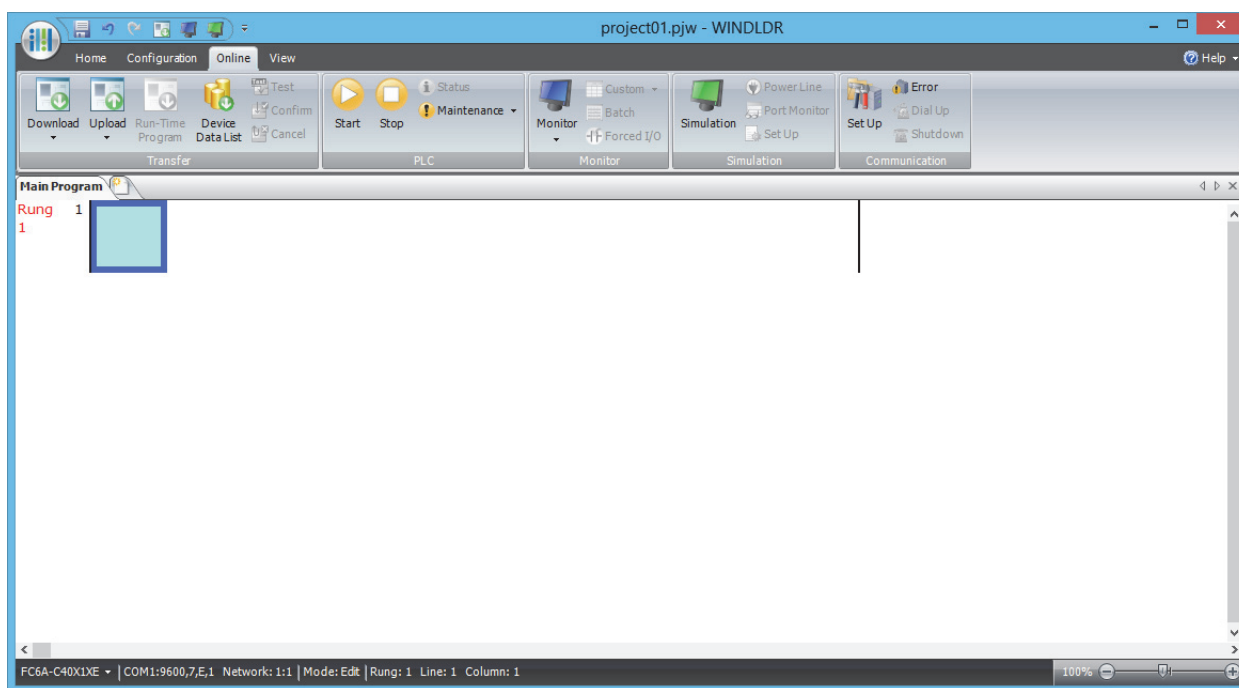 project01.pjw - WINDLDR
Home Configuration Online View Help
Download Upload Run-Time Program Device Data List Test Confirm Cancel
Transfer
Start Stop Status Maintenance
PLC
Monitor Custom Batch Forced I/O
Monitor
Simulation Power Line Port Monitor Set Up
Simulation
Set Up Error Dial Up Shutdown
Communication
Main Program
Rung 1
1
FC6A-C40X1XE COM1:9600,7,E,1 Network: 1:1 Mode: Edit Rung: 1 Line: 1 Column: 1 100%